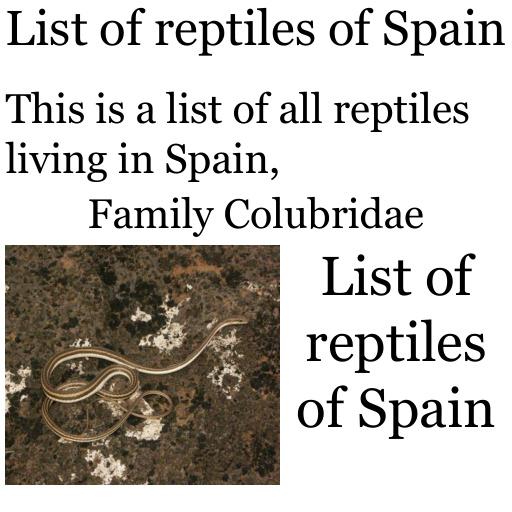 List of reptiles of Spain
This is a list of all reptiles
living in Spain,
Family Colubridae
List of
reptiles
of Spain